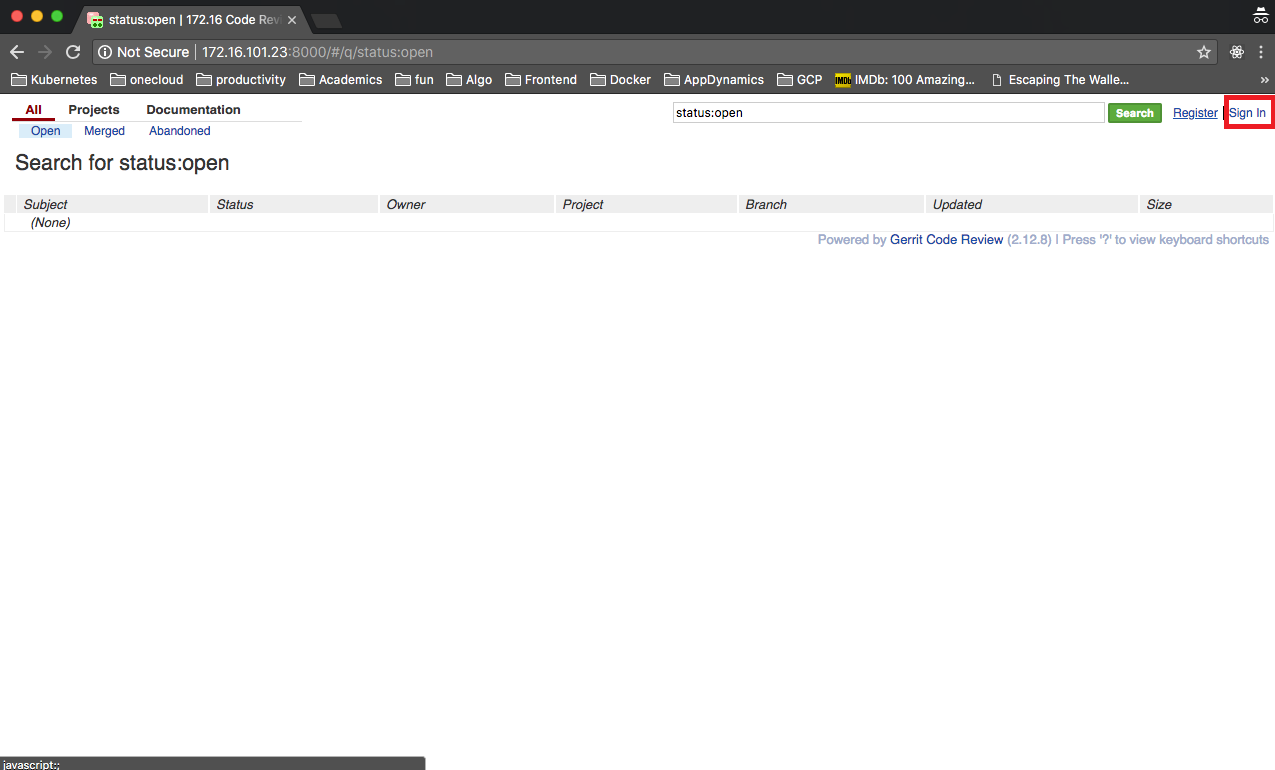 status:open | 172.16 Code Revi
Not Secure | 172.16.101.23:8000/#/q/status:open
Kubernetes onecloud productivity Academics fun Algo Frontend Docker AppDynamics GCP IMDb IMDb: 100 Amazing... Escaping The Walle... »
All Projects Documentation
status:open Search Register Sign In
Open Merged Abandoned
Search for status:open
Subject Status Owner Project Branch Updated Size
(None)
Powered by Gerrit Code Review (2.12.8) | Press '?' to view keyboard shortcuts
javascript:;